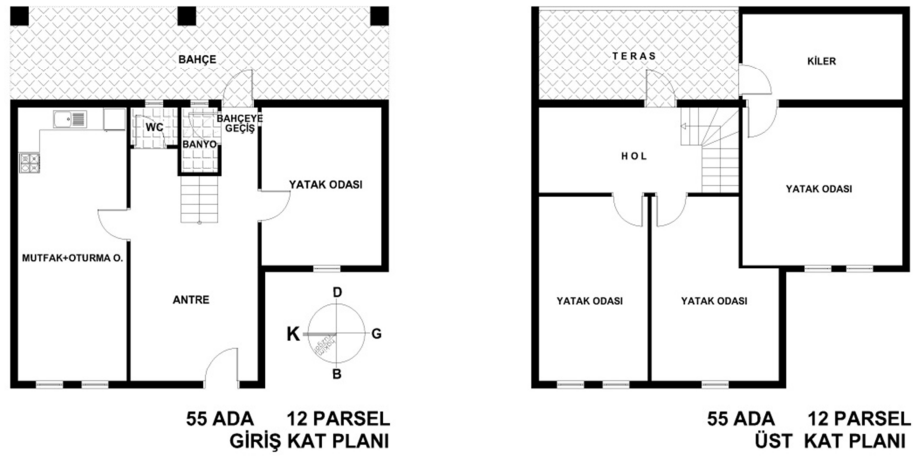 BAHÇE
WC
BANYO
BAHÇEYE
GEÇİŞ
YATAK ODASI
MUTFAK+OTURMA O.
ANTRE
D
K
G
B
55 ADA 12 PARSEL
GİRİŞ KAT PLANI
TERAS
KİLER
HOL
YATAK ODASI
YATAK ODASI
YATAK ODASI
55 ADA 12 PARSEL
ÜST KAT PLANI